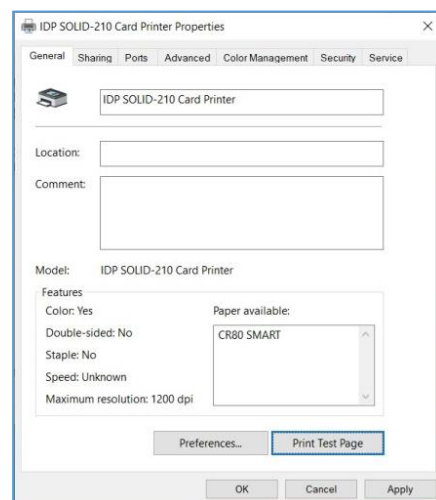 IDP SOLID-210 Card Printer Properties
General Sharing Ports Advanced Color Management Security Service
IDP SOLID-210 Card Printer
Location:
Comment:
Model: IDP SOLID-210 Card Printer
Features
Color: Yes
Paper available:
Double-sided: No
CR80 SMART
Staple: No
Speed: Unknown
Maximum resolution: 1200 dpi
Preferences... Print Test Page
OK Cancel Apply